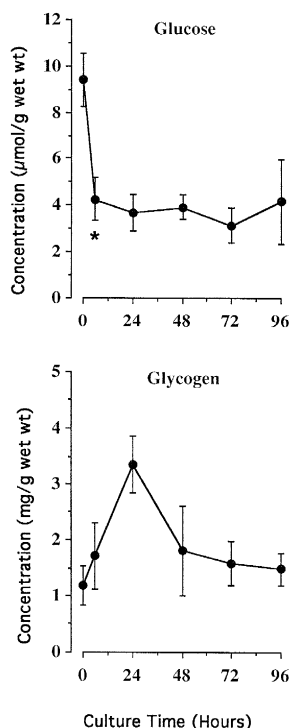 Glucose
Concentration (µmol/g wet wt)
12
10
8
6
4
2
0
*
0 24 48 72 96
Glycogen
Concentration (mg/g wet wt)
5
4
3
2
1
0
0 24 48 72 96
Culture Time (Hours)